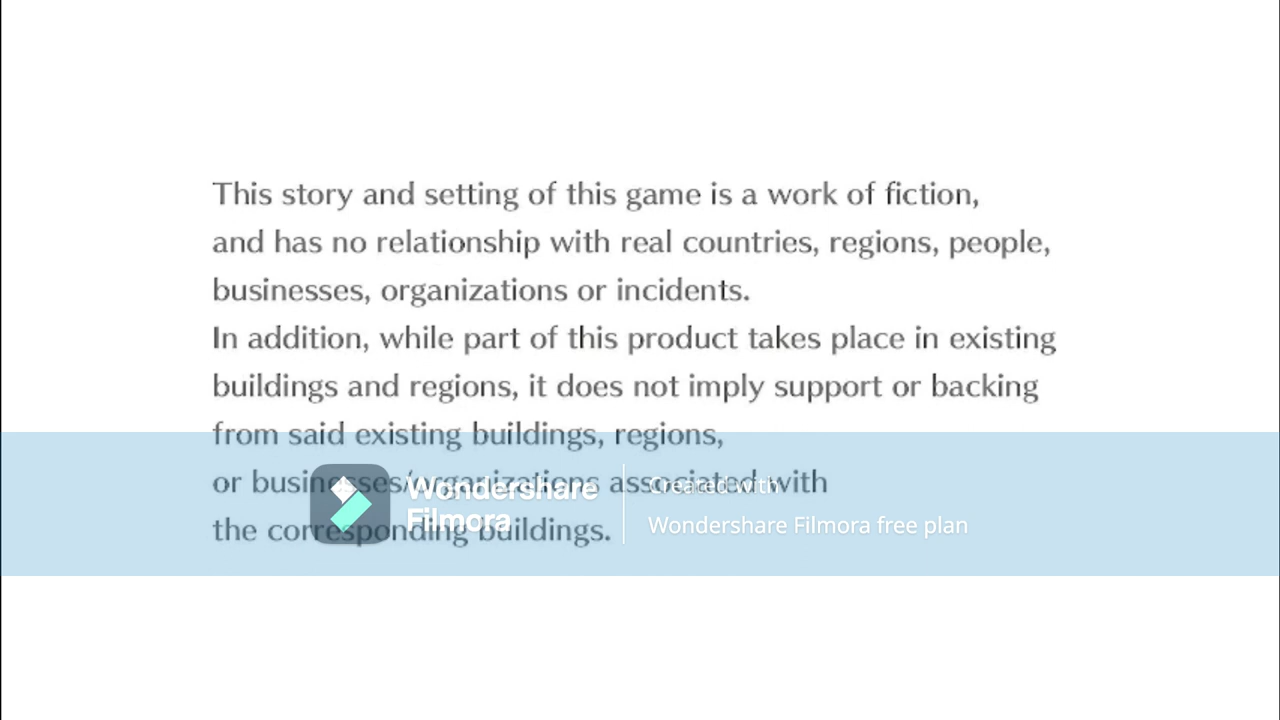 This story and setting of this game is a work of fiction,
and has no relationship with real countries, regions, people,
businesses, organizations or incidents.
In addition, while part of this product takes place in existing
buildings and regions, it does not imply support or backing
from said existing buildings, regions,
or businesses/organizations associated with
the corresponding buildings.
Wondershare
Filmora
Created with
Wondershare Filmora free plan